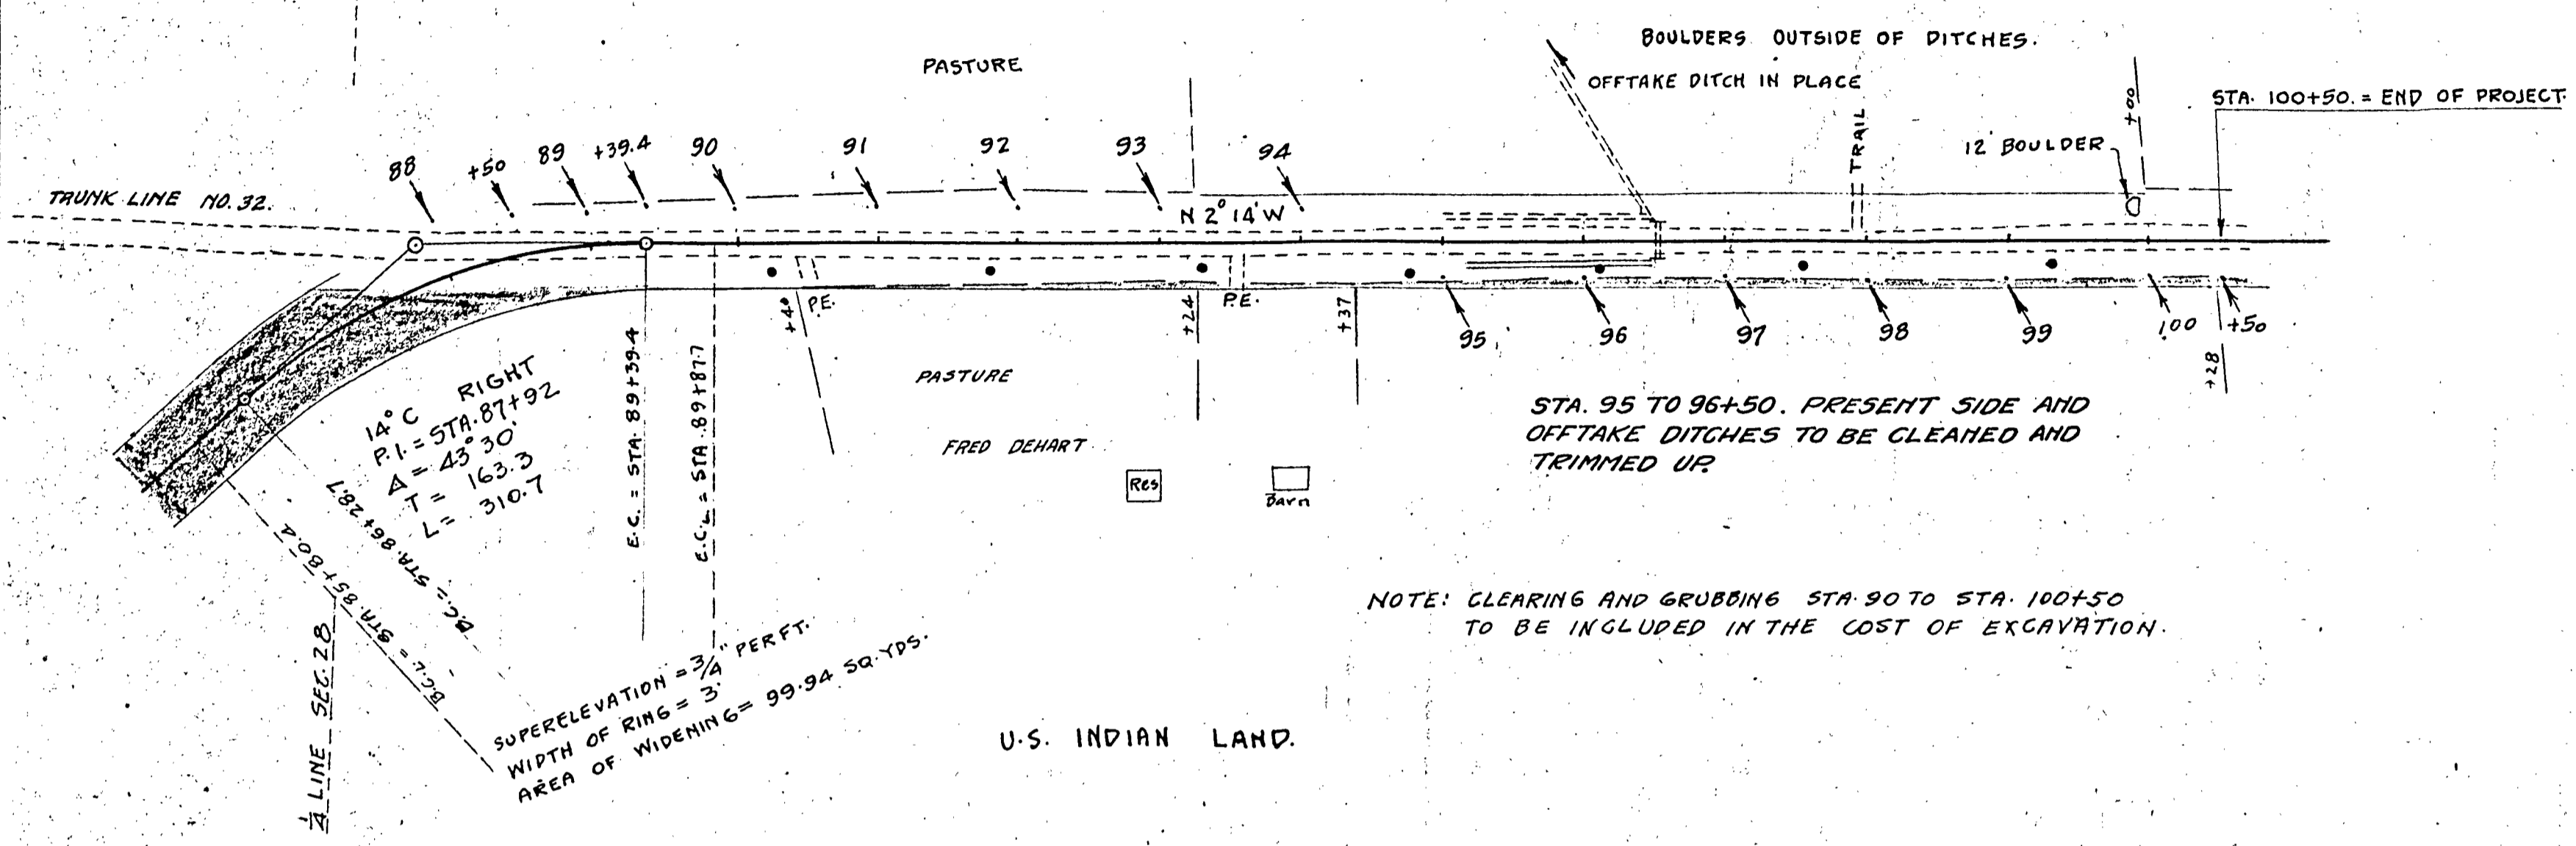 BOULDERS OUTSIDE OF DITCHES.
OFFTAKE DITCH IN PLACE
PASTURE
STA. 100+50. = END OF PROJECT.
+00
TRAIL
12' BOULDER
88
+50
89
+39.4
90
91
92
93
94
TRUNK LINE NO. 32.
N 2° 14' W
+40
P.E.
+24
P.E.
+37
95
96
97
98
99
100
+50
+28
14° C RIGHT
P.I. = STA. 87+92
Δ = 43° 30'
T = 163.3
L = 310.7
E.C. = STA. 89+39.4
E.C.L = STA. 89+87.7
PASTURE
FRED DEHART
Res
Barn
STA. 95 TO 96+50. PRESENT SIDE AND
OFFTAKE DITCHES TO BE CLEANED AND
TRIMMED UP.
B.C. = STA. 86+28.7
B.C.L = STA. 85+80.4
1/4 LINE SEC. 28
NOTE: CLEARING AND GRUBBING STA. 90 TO STA. 100+50
TO BE INCLUDED IN THE COST OF EXCAVATION.
SUPERELEVATION = 3/4" PER FT.
WIDTH OF RING = 3'
AREA OF WIDENING = 99.94 SQ. YDS.
U.S. INDIAN LAND.